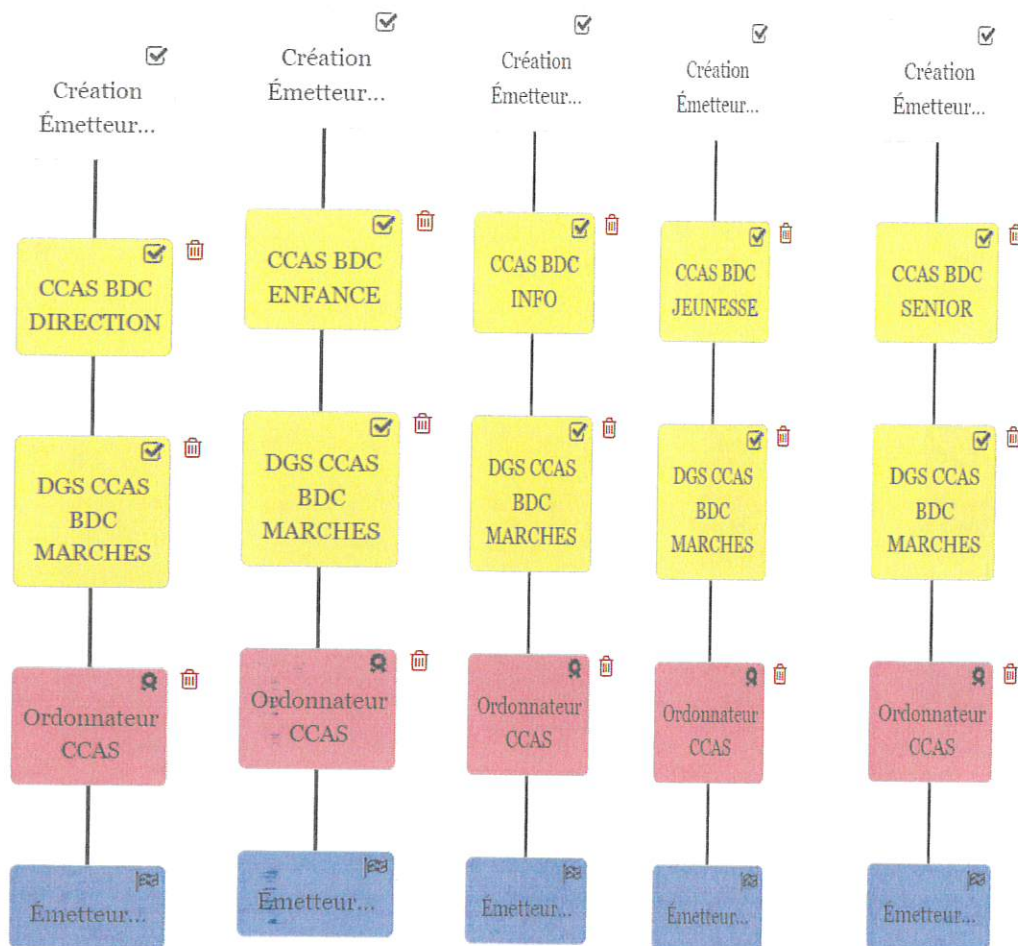 Création
Émetteur...
CCAS BDC
DIRECTION
DGS CCAS
BDC
MARCHES
Ordonnateur
CCAS
Émetteur...
Création
Émetteur...
CCAS BDC
ENFANCE
DGS CCAS
BDC
MARCHES
Ordonnateur
CCAS
Émetteur...
Création
Émetteur...
CCAS BDC
INFO
DGS CCAS
BDC
MARCHES
Ordonnateur
CCAS
Émetteur...
Création
Émetteur...
CCAS BDC
JEUNESSE
DGS CCAS
BDC
MARCHES
Ordonnateur
CCAS
Émetteur...
Création
Émetteur...
CCAS BDC
SENIOR
DGS CCAS
BDC
MARCHES
Ordonnateur
CCAS
Émetteur...